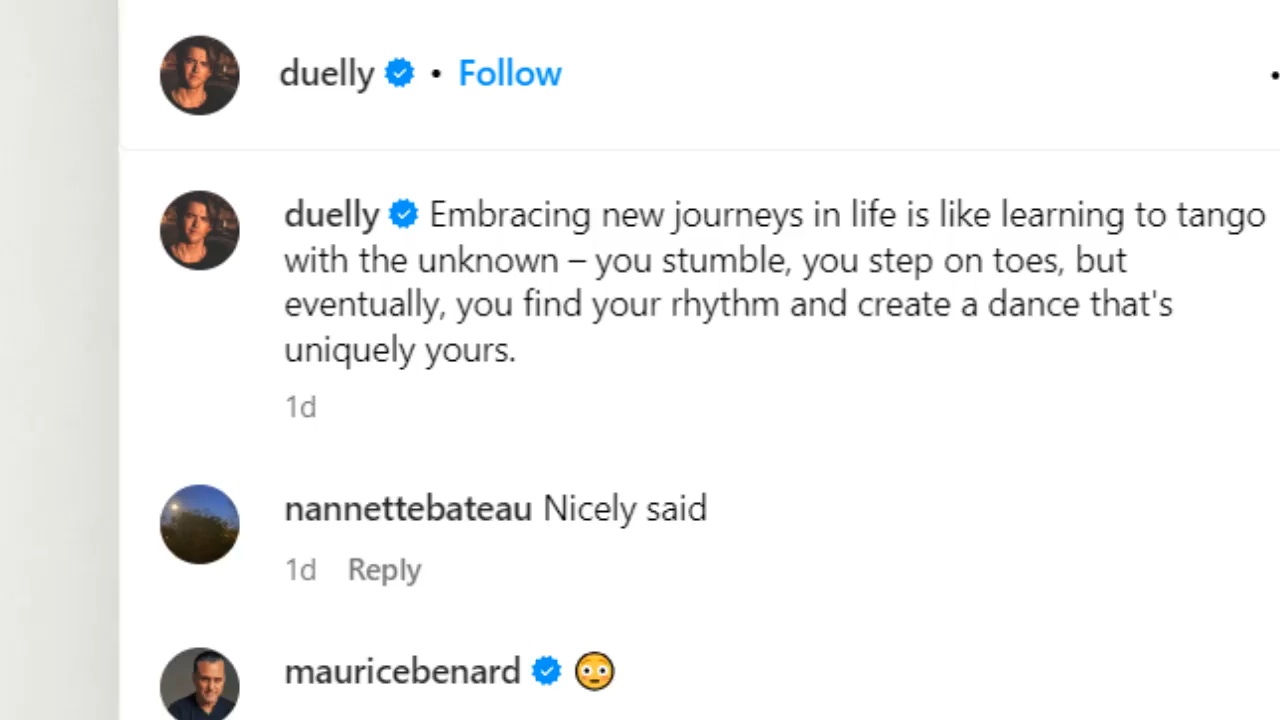 duelly • Follow
duelly Embracing new journeys in life is like learning to tango
with the unknown – you stumble, you step on toes, but
eventually, you find your rhythm and create a dance that's
uniquely yours.
1d
nannettebateau Nicely said
1d Reply
mauricebenard 😳